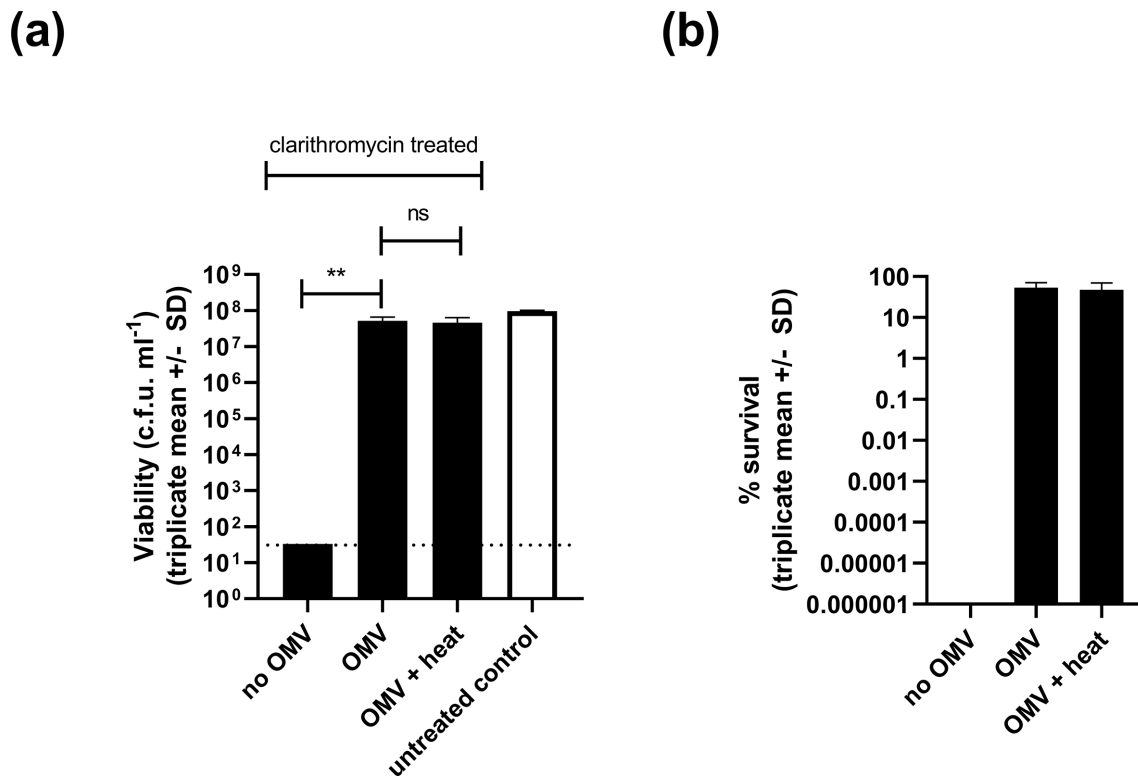 (a)
clarithromycin treated
ns
**
10⁹
10⁸
10⁷
10⁶
10⁵
10⁴
10³
10²
10¹
10⁰
Viability (c.f.u. ml⁻¹)
(triplicate mean +/- SD)
no OMV
OMV
OMV + heat
untreated control
(b)
100
10
1
0.1
0.01
0.001
0.0001
0.00001
0.000001
% survival
(triplicate mean +/- SD)
no OMV
OMV
OMV + heat